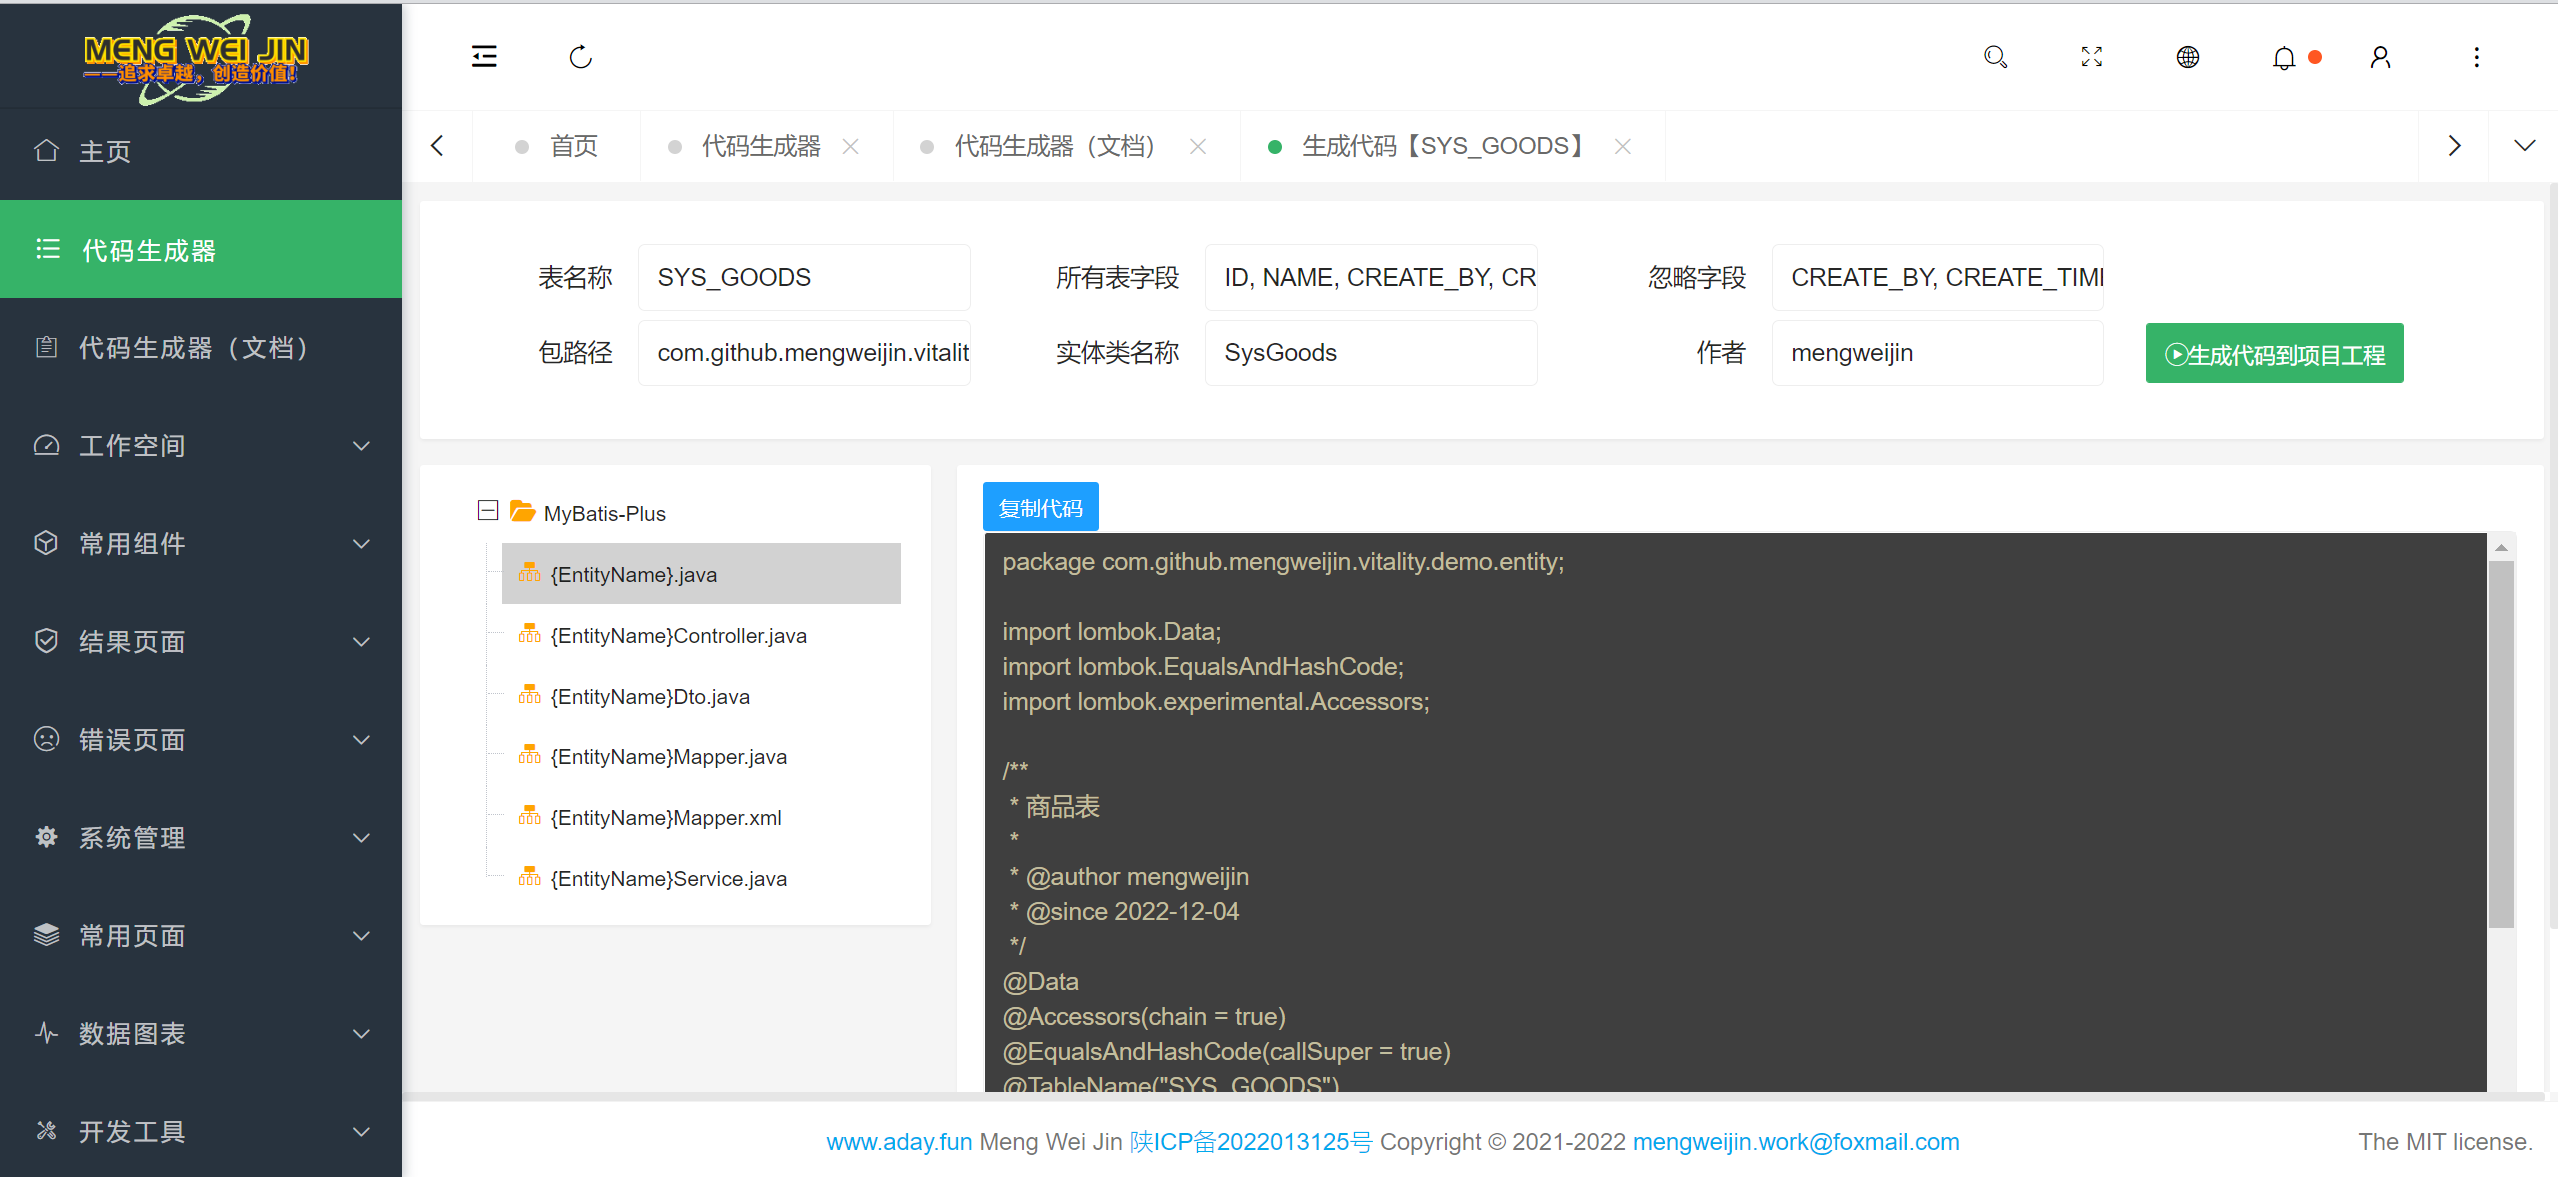 MENG WEI JIN
——追求卓越，创造价值!
主页
代码生成器
代码生成器（文档）
工作空间
常用组件
结果页面
错误页面
系统管理
常用页面
数据图表
开发工具
首页
代码生成器
代码生成器（文档）
生成代码【SYS_GOODS】
表名称 SYS_GOODS 所有表字段 ID, NAME, CREATE_BY, CR 忽略字段 CREATE_BY, CREATE_TIM
包路径 com.github.mengweijin.vitalit 实体类名称 SysGoods 作者 mengweijin 生成代码到项目工程
MyBatis-Plus
{EntityName}.java
{EntityName}Controller.java
{EntityName}Dto.java
{EntityName}Mapper.java
{EntityName}Mapper.xml
{EntityName}Service.java
复制代码
package com.github.mengweijin.vitality.demo.entity;
import lombok.Data;
import lombok.EqualsAndHashCode;
import lombok.experimental.Accessors;
/**
* 商品表
*
* @author mengweijin
* @since 2022-12-04
*/
@Data
@Accessors(chain = true)
@EqualsAndHashCode(callSuper = true)
@TableName("SYS_GOODS")
www.aday.fun Meng Wei Jin 陕ICP备2022013125号 Copyright © 2021-2022 mengweijin.work@foxmail.com
The MIT license.